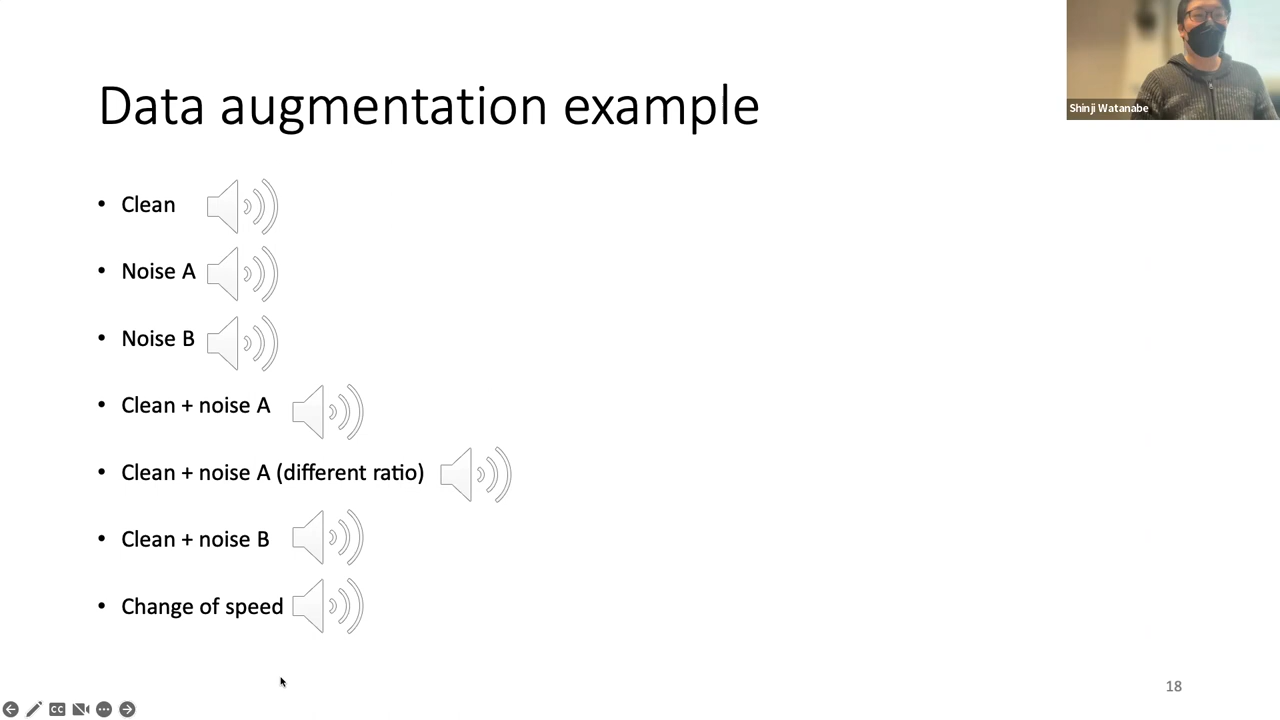 Shinji Watanabe
Data augmentation example
• Clean
• Noise A
• Noise B
• Clean + noise A
• Clean + noise A (different ratio)
• Clean + noise B
• Change of speed
CC
18